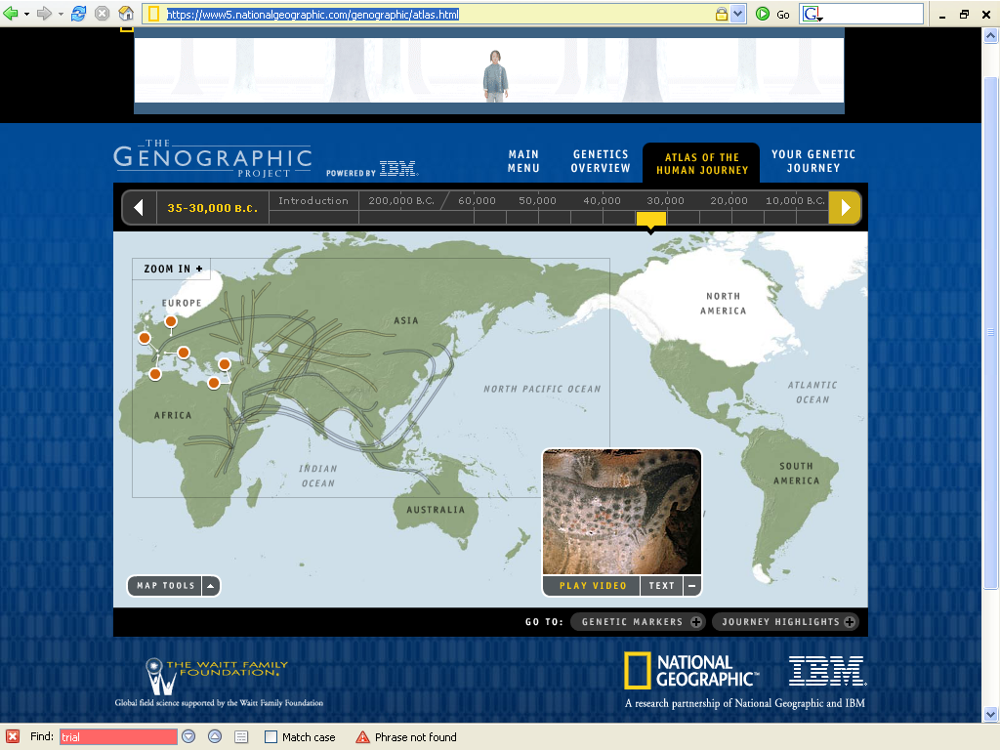 https://www5.nationalgeographic.com/genographic/atlas.html
Go
G
THE
GENOGRAPHIC
PROJECT
POWERED BY IBM
MAIN
MENU
GENETICS
OVERVIEW
ATLAS OF THE
HUMAN JOURNEY
YOUR GENETIC
JOURNEY
35-30,000 B.C.
Introduction
200,000 B.C.
60,000
50,000
40,000
30,000
20,000
10,000 B.C.
ZOOM IN +
EUROPE
ASIA
NORTH
AMERICA
NORTH PACIFIC OCEAN
ATLANTIC
OCEAN
AFRICA
INDIAN
OCEAN
SOUTH
AMERICA
AUSTRALIA
MAP TOOLS
PLAY VIDEO
TEXT
GO TO:
GENETIC MARKERS
JOURNEY HIGHLIGHTS
THE WAITT FAMILY
FOUNDATION.
Global field science supported by the Waitt Family Foundation
NATIONAL
GEOGRAPHIC™
IBM
A research partnership of National Geographic and IBM
Find: trial
Match case
Phrase not found